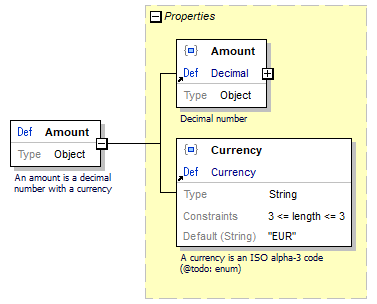 Properties
Amount
Def Decimal
Type Object
Decimal number
Def Amount
Type Object
An amount is a decimal
number with a currency
Currency
Def Currency
Type String
Constraints 3 <= length <= 3
Default (String) "EUR"
A currency is an ISO alpha-3 code
(@todo: enum)